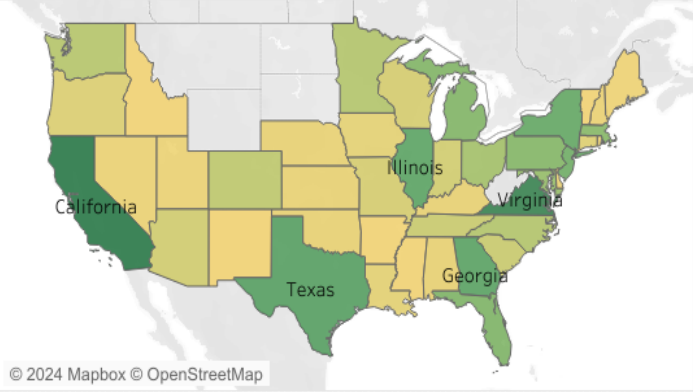 Illinois
California
Virginia
Georgia
Texas
© 2024 Mapbox © OpenStreetMap